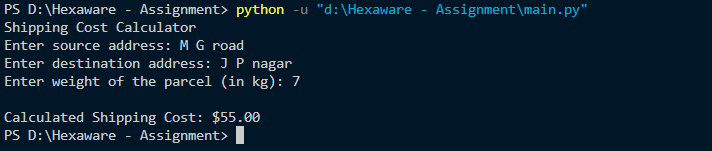 PS D:\Hexaware - Assignment> python -u "d:\Hexaware - Assignment\main.py"
Shipping Cost Calculator
Enter source address: M G road
Enter destination address: J P nagar
Enter weight of the parcel (in kg): 7

Calculated Shipping Cost: $55.00
PS D:\Hexaware - Assignment>